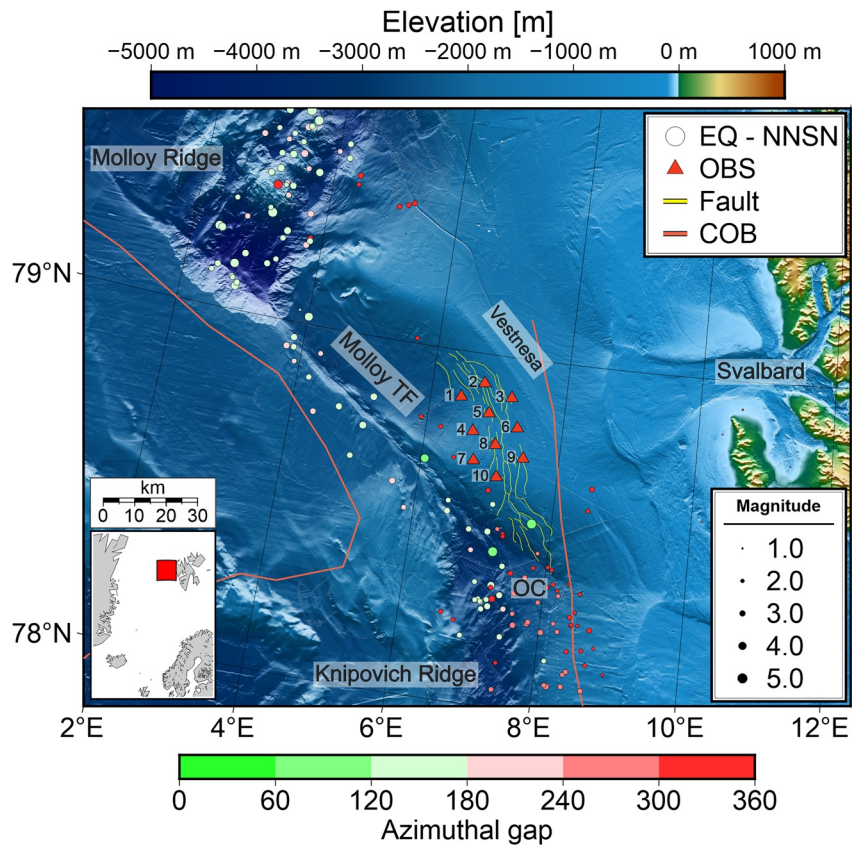 Elevation [m]
−5000 m −4000 m −3000 m −2000 m −1000 m 0 m 1000 m
EQ - NNSN
OBS
Fault
COB
Molloy Ridge
79°N
Vestnesa
Molloy TF
Svalbard
1
2
3
4
5
6
7
8
9
10
km
0 10 20 30
Magnitude
1.0
2.0
3.0
4.0
5.0
OC
78°N
Knipovich Ridge
2°E 4°E 6°E 8°E 10°E 12°E
0 60 120 180 240 300 360
Azimuthal gap